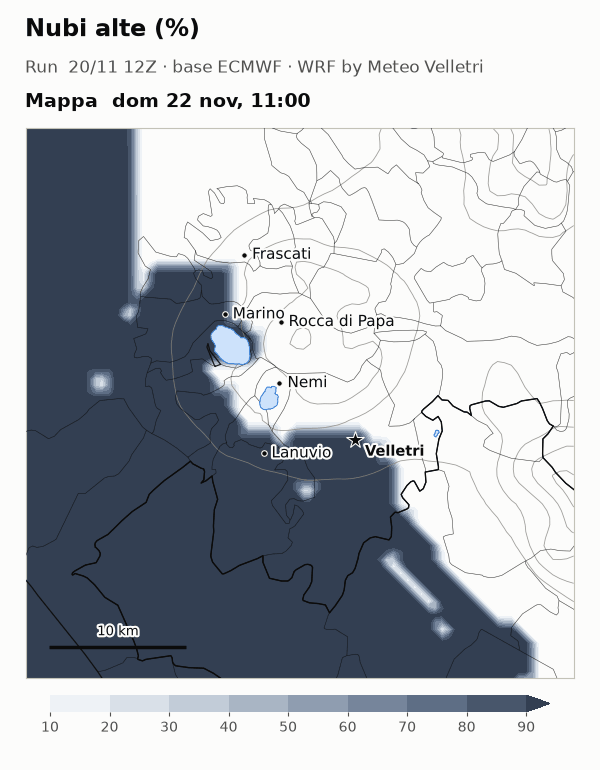 Nubi alte (%)
Run  20/11 12Z · base ECMWF · WRF by Meteo Velletri
Mappa  dom 22 nov, 11:00
Frascati
Marino
Rocca di Papa
Nemi
Velletri
Lanuvio
10 km
10 20 30 40 50 60 70 80 90